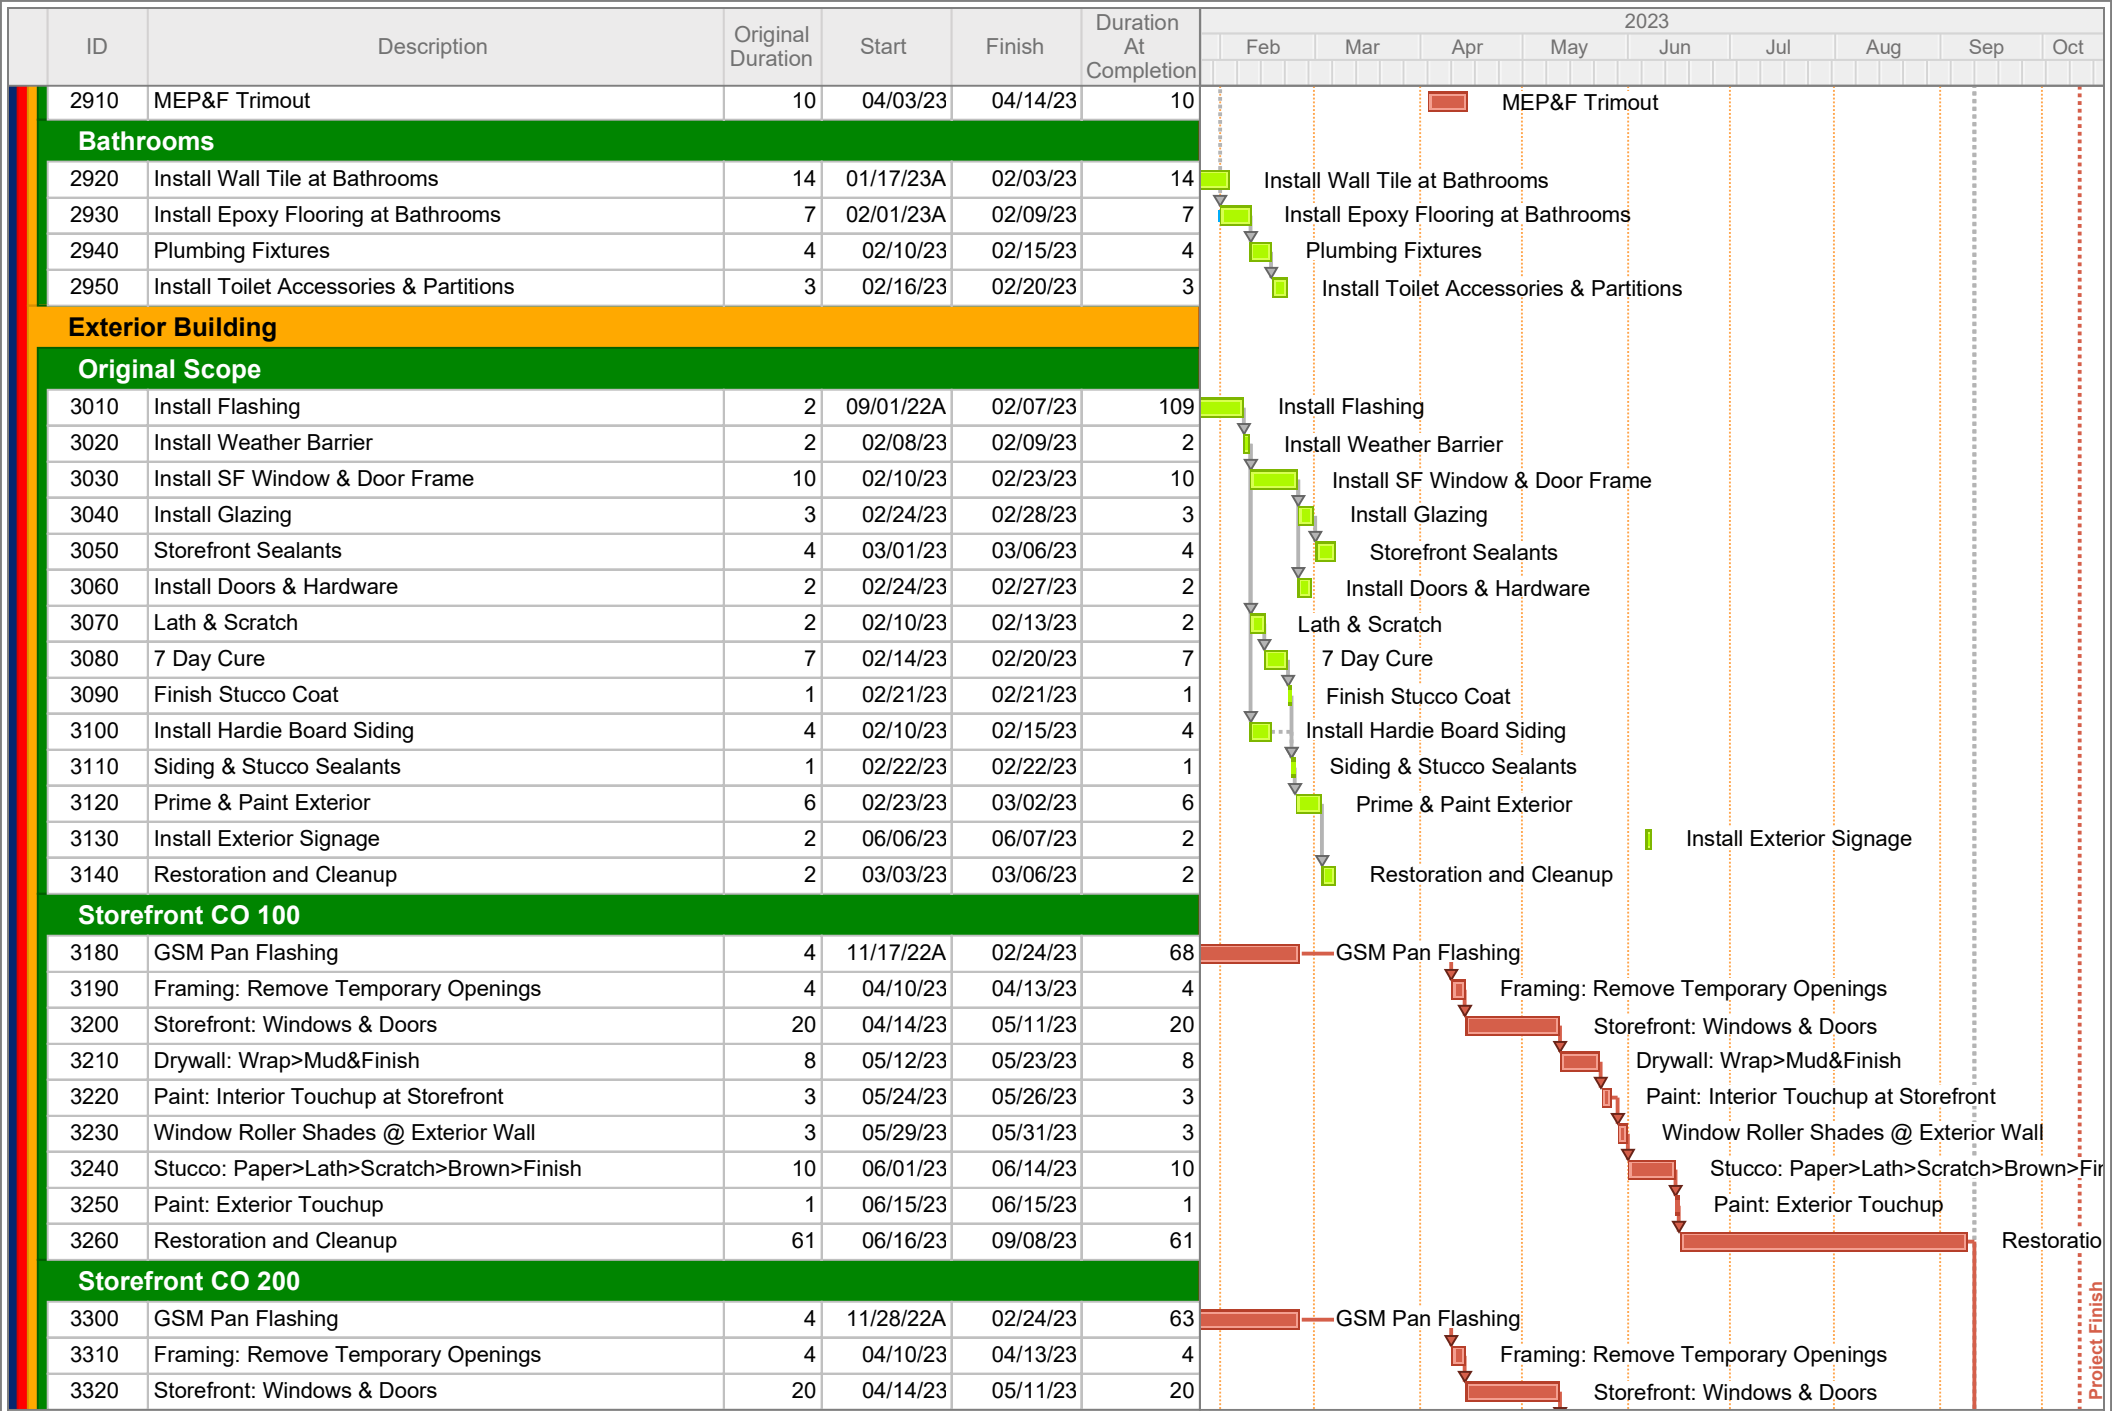 ID Description Original Duration Start Finish Duration At Completion
2023
Feb Mar Apr May Jun Jul Aug Sep Oct
2910 MEP&F Trimout 10 04/03/23 04/14/23 10 MEP&F Trimout
Bathrooms
2920 Install Wall Tile at Bathrooms 14 01/17/23A 02/03/23 14 Install Wall Tile at Bathrooms
2930 Install Epoxy Flooring at Bathrooms 7 02/01/23A 02/09/23 7 Install Epoxy Flooring at Bathrooms
2940 Plumbing Fixtures 4 02/10/23 02/15/23 4 Plumbing Fixtures
2950 Install Toilet Accessories & Partitions 3 02/16/23 02/20/23 3 Install Toilet Accessories & Partitions
Exterior Building
Original Scope
3010 Install Flashing 2 09/01/22A 02/07/23 109 Install Flashing
3020 Install Weather Barrier 2 02/08/23 02/09/23 2 Install Weather Barrier
3030 Install SF Window & Door Frame 10 02/10/23 02/23/23 10 Install SF Window & Door Frame
3040 Install Glazing 3 02/24/23 02/28/23 3 Install Glazing
3050 Storefront Sealants 4 03/01/23 03/06/23 4 Storefront Sealants
3060 Install Doors & Hardware 2 02/24/23 02/27/23 2 Install Doors & Hardware
3070 Lath & Scratch 2 02/10/23 02/13/23 2 Lath & Scratch
3080 7 Day Cure 7 02/14/23 02/20/23 7 7 Day Cure
3090 Finish Stucco Coat 1 02/21/23 02/21/23 1 Finish Stucco Coat
3100 Install Hardie Board Siding 4 02/10/23 02/15/23 4 Install Hardie Board Siding
3110 Siding & Stucco Sealants 1 02/22/23 02/22/23 1 Siding & Stucco Sealants
3120 Prime & Paint Exterior 6 02/23/23 03/02/23 6 Prime & Paint Exterior
3130 Install Exterior Signage 2 06/06/23 06/07/23 2 Install Exterior Signage
3140 Restoration and Cleanup 2 03/03/23 03/06/23 2 Restoration and Cleanup
Storefront CO 100
3180 GSM Pan Flashing 4 11/17/22A 02/24/23 68 GSM Pan Flashing
3190 Framing: Remove Temporary Openings 4 04/10/23 04/13/23 4 Framing: Remove Temporary Openings
3200 Storefront: Windows & Doors 20 04/14/23 05/11/23 20 Storefront: Windows & Doors
3210 Drywall: Wrap>Mud&Finish 8 05/12/23 05/23/23 8 Drywall: Wrap>Mud&Finish
3220 Paint: Interior Touchup at Storefront 3 05/24/23 05/26/23 3 Paint: Interior Touchup at Storefront
3230 Window Roller Shades @ Exterior Wall 3 05/29/23 05/31/23 3 Window Roller Shades @ Exterior Wall
3240 Stucco: Paper>Lath>Scratch>Brown>Finish 10 06/01/23 06/14/23 10 Stucco: Paper>Lath>Scratch>Brown>Fir
3250 Paint: Exterior Touchup 1 06/15/23 06/15/23 1 Paint: Exterior Touchup
3260 Restoration and Cleanup 61 06/16/23 09/08/23 61 Restoratio
Storefront CO 200
3300 GSM Pan Flashing 4 11/28/22A 02/24/23 63 GSM Pan Flashing
3310 Framing: Remove Temporary Openings 4 04/10/23 04/13/23 4 Framing: Remove Temporary Openings
3320 Storefront: Windows & Doors 20 04/14/23 05/11/23 20 Storefront: Windows & Doors
Project Finish